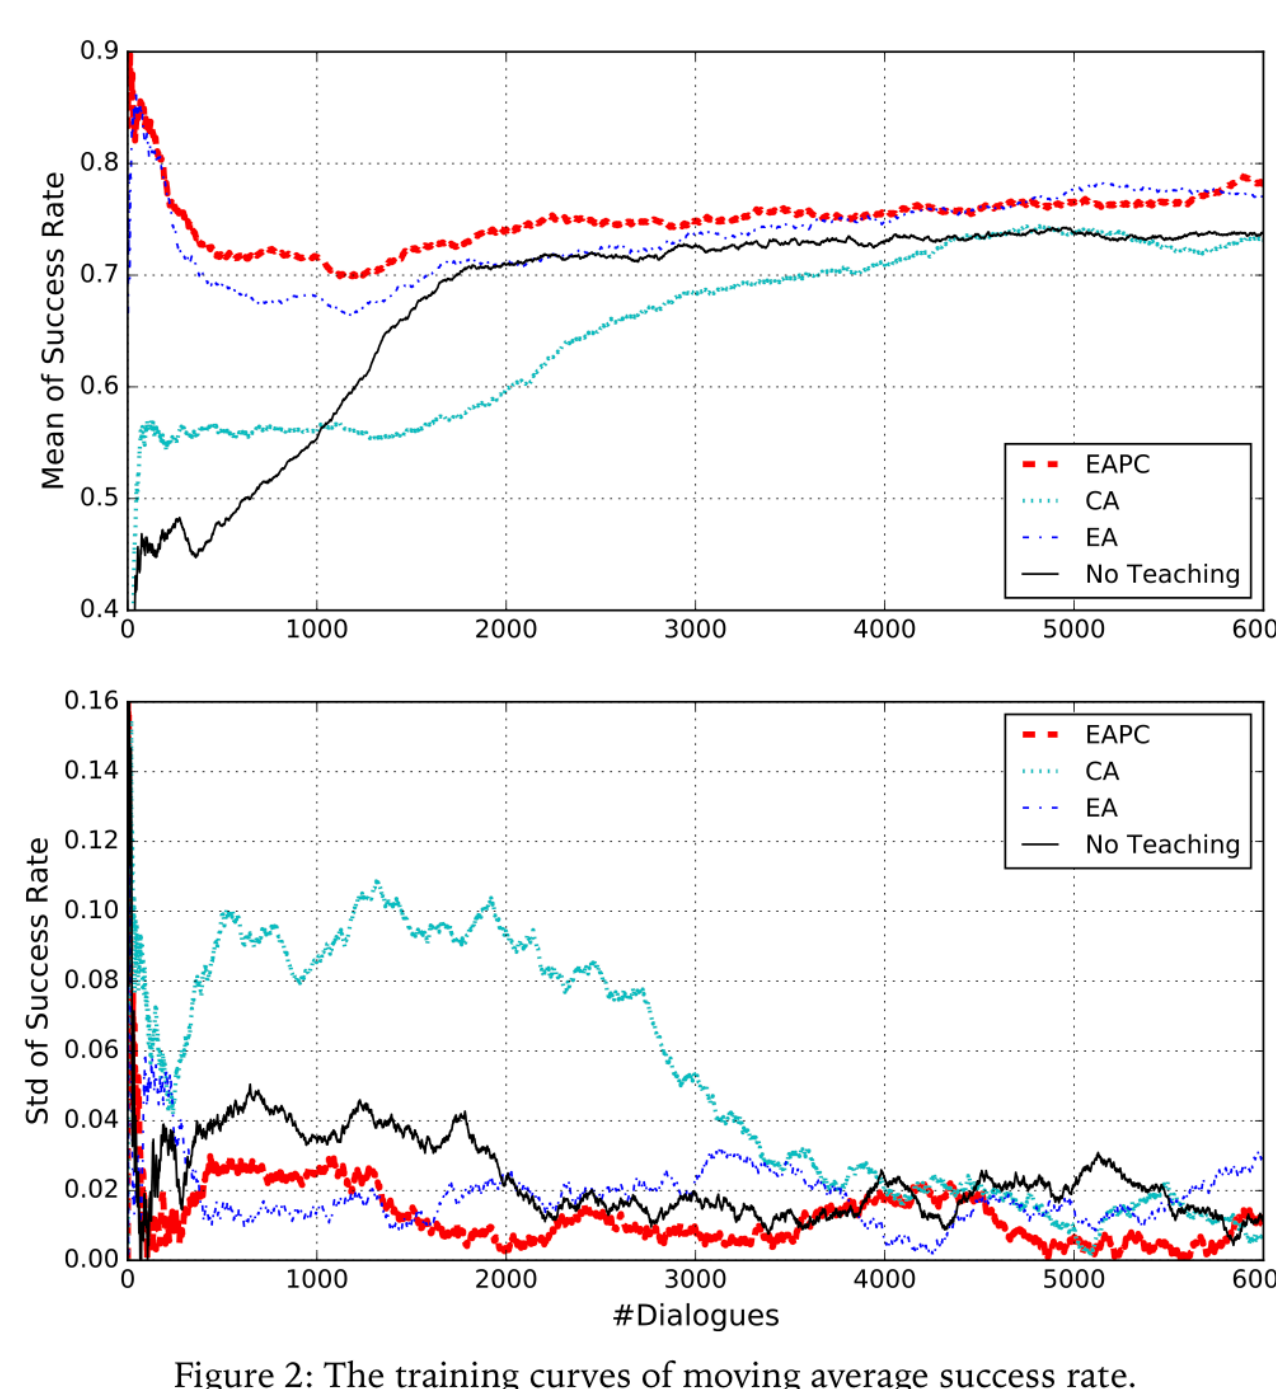 0.9
0.8
0.7
0.6
0.5
0.4
Mean of Success Rate
EAPC
CA
EA
No Teaching
0 1000 2000 3000 4000 5000 600
0.16
0.14
0.12
0.10
0.08
0.06
0.04
0.02
0.00
Std of Success Rate
EAPC
CA
EA
No Teaching
0 1000 2000 3000 4000 5000 600
#Dialogues
Figure 2: The training curves of moving average success rate.